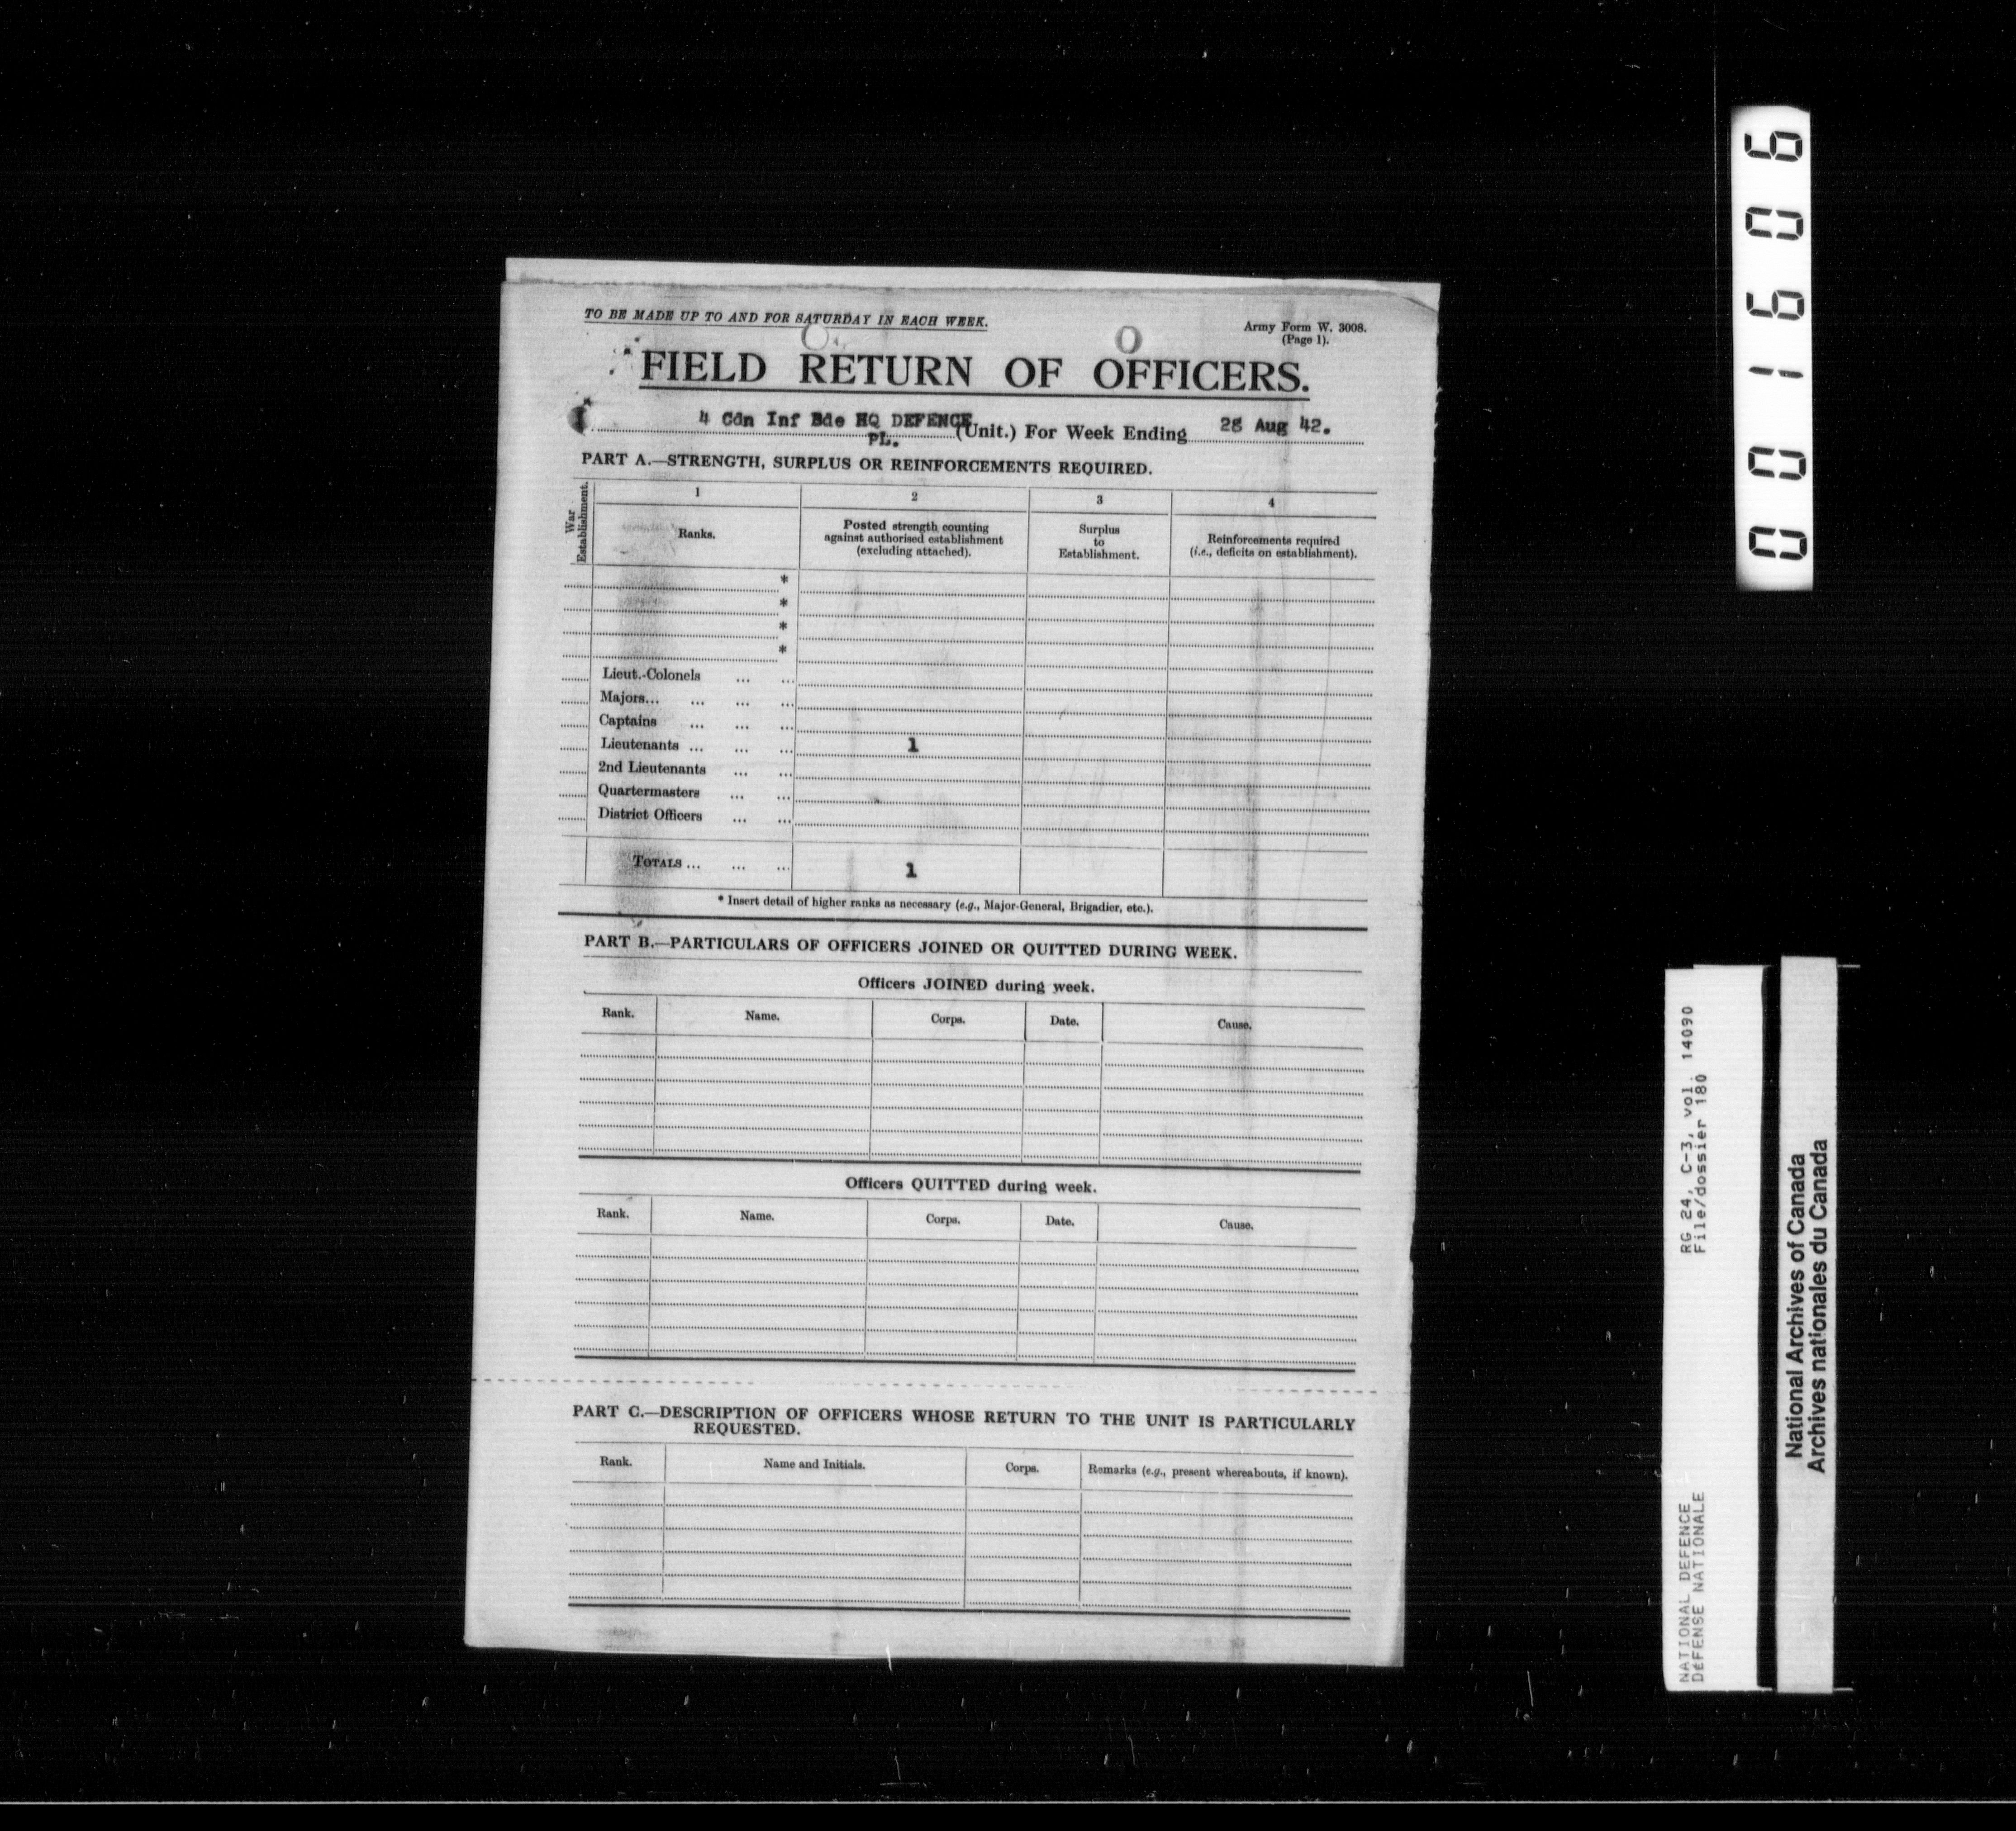 TO BE MADE UP TO AND FOR SATURDAY IN EACH WEEK.
Army Form W. 3008.
(Page 1).
FIELD RETURN OF OFFICERS.
4 Cdn Inf Bde HQ DEFENCE PL. (Unit.) For Week Ending 28 Aug 42.
PART A.—STRENGTH, SURPLUS OR REINFORCEMENTS REQUIRED.
War Establishment.
1 2 3 4
Ranks.
Posted strength counting
against authorised establishment
(excluding attached).
Surplus
to
Establishment.
Reinforcements required
(i.e., deficits on establishment).
*
*
*
*
Lieut.-Colonels ... ...
Majors... ... ... ...
Captains ... ... ...
Lieutenants ... ... ... 1
2nd Lieutenants ... ...
Quartermasters ... ...
District Officers ... ...
TOTALS ... ... ... 1
* Insert detail of higher ranks as necessary (e.g., Major-General, Brigadier, etc.).
PART B.—PARTICULARS OF OFFICERS JOINED OR QUITTED DURING WEEK.
Officers JOINED during week.
Rank. Name. Corps. Date. Cause.
Officers QUITTED during week.
Rank. Name. Corps. Date. Cause.
PART C.—DESCRIPTION OF OFFICERS WHOSE RETURN TO THE UNIT IS PARTICULARLY
REQUESTED.
Rank. Name and Initials. Corps. Remarks (e.g., present whereabouts, if known).
001606
RG 24, C-3, vol. 14090
File/dossier 180
NATIONAL DEFENCE
DÉFENSE NATIONALE
National Archives of Canada
Archives nationales du Canada